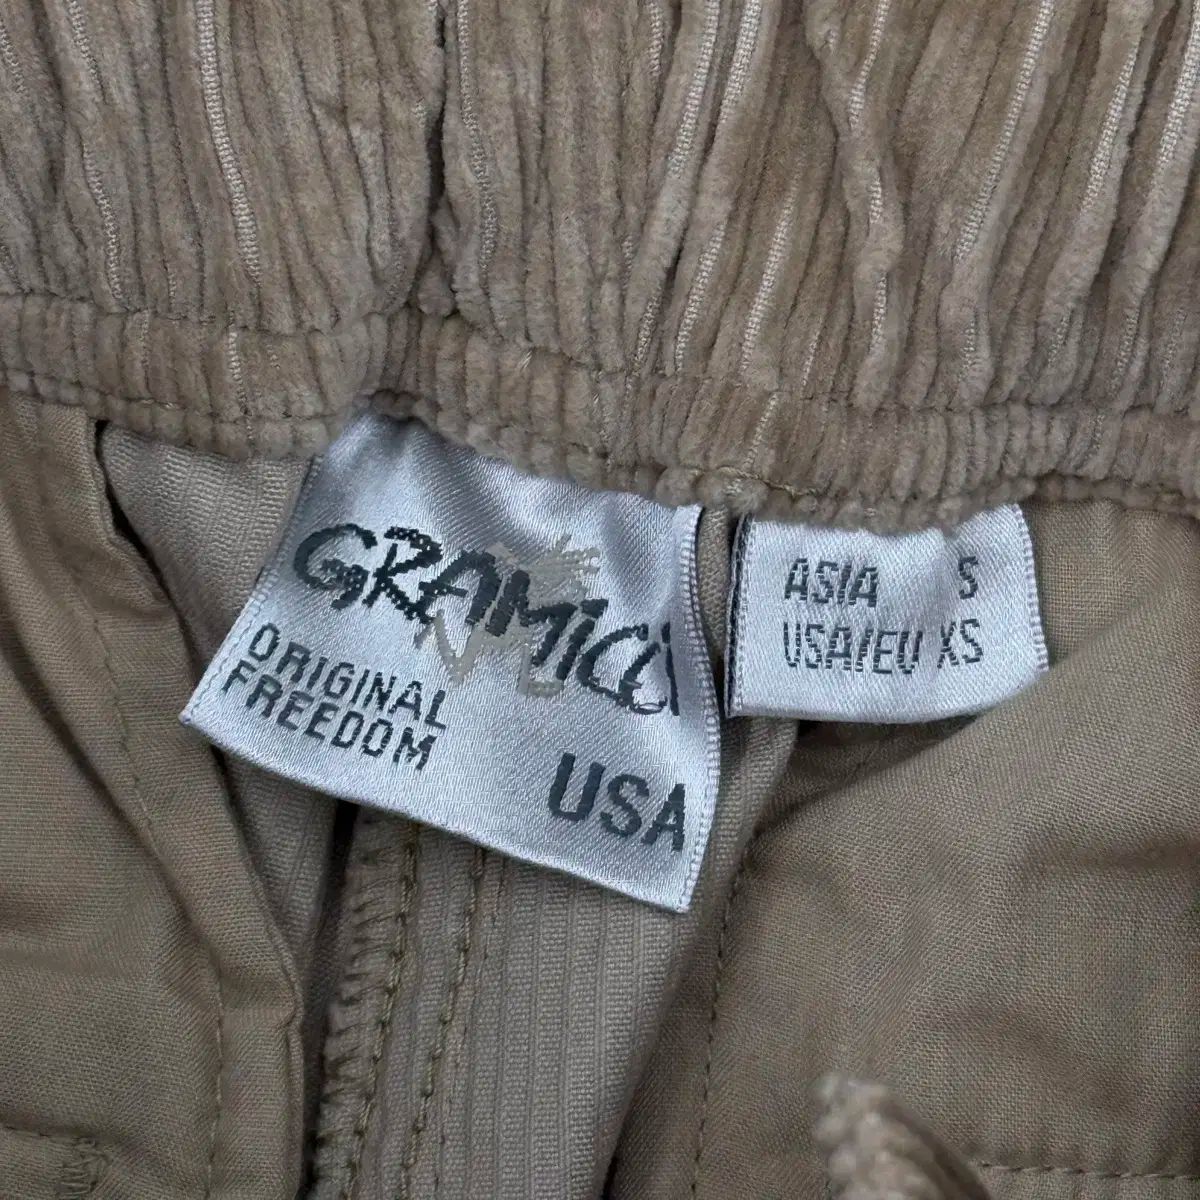 GRAMICCI
ORIGINAL
FREEDOM
USA
ASIA S
USA/EU XS